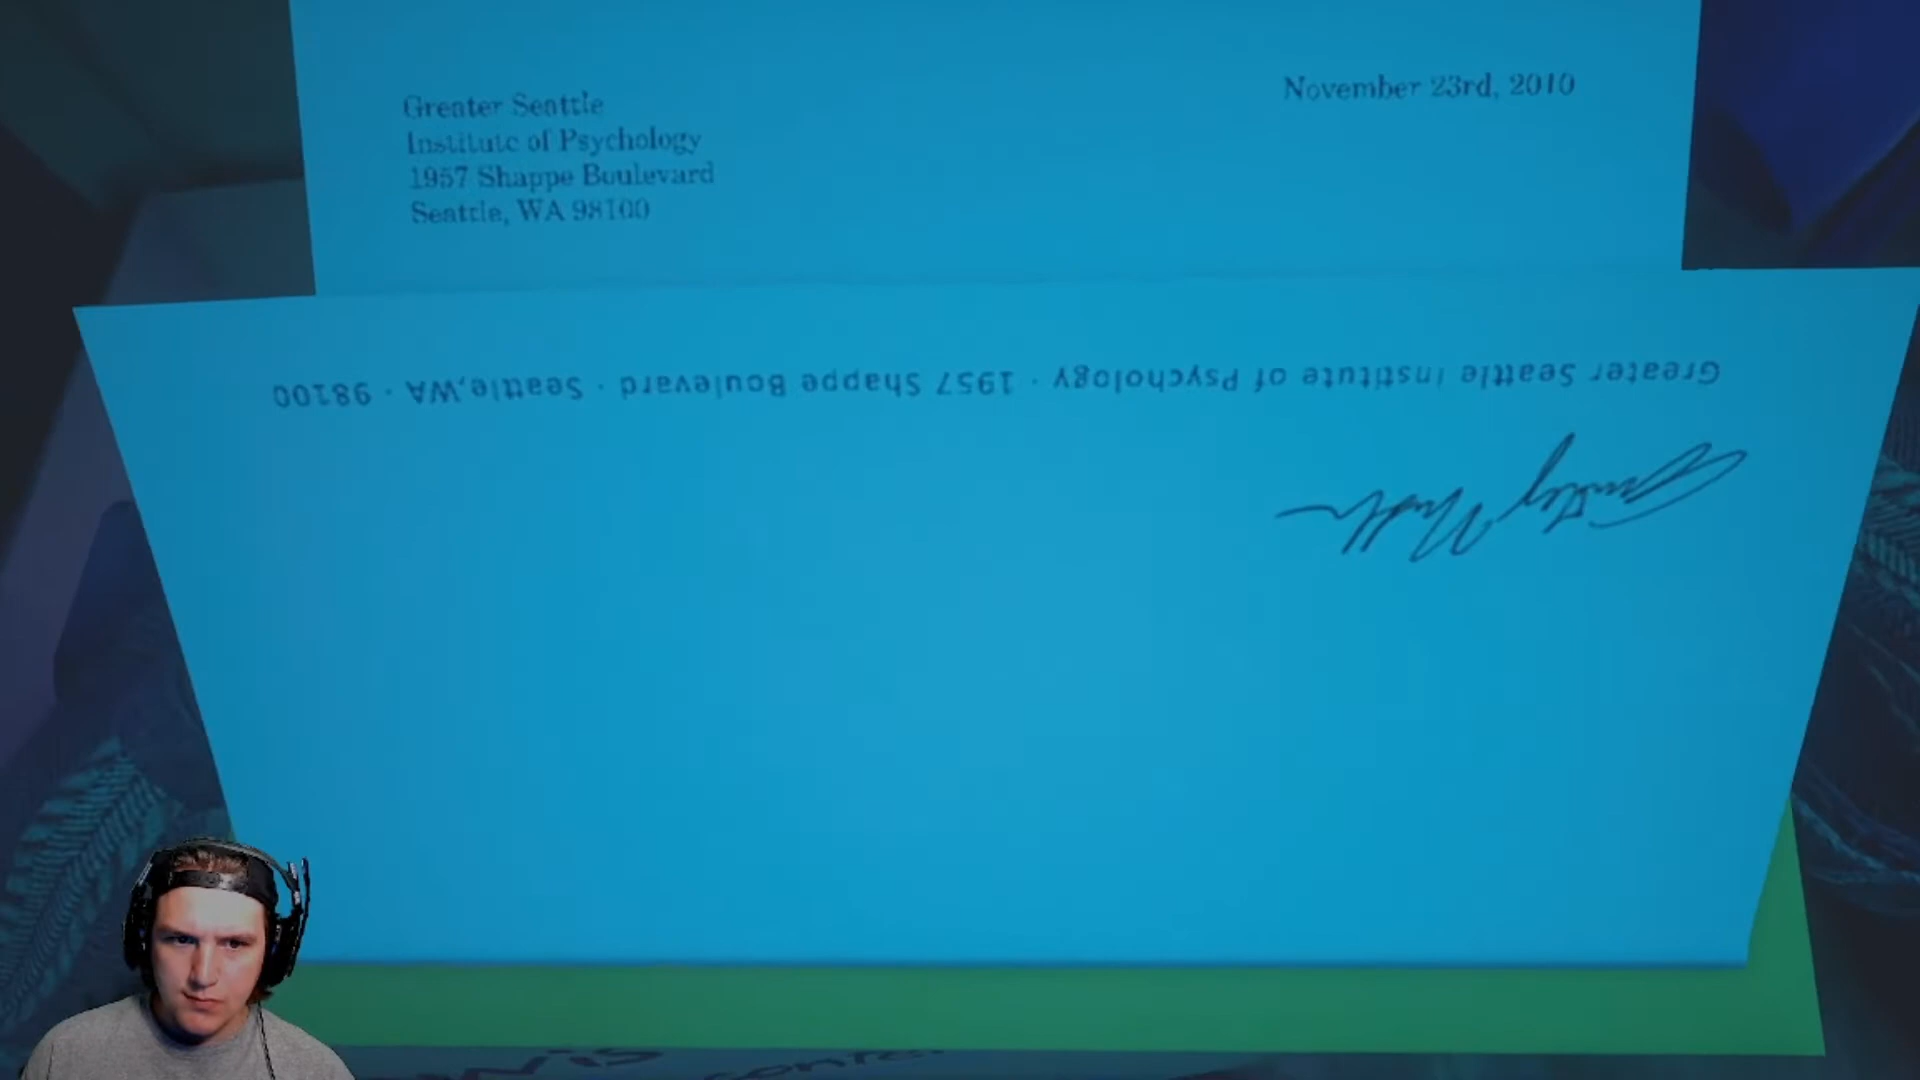 Greater Seattle
Institute of Psychology
1957 Shappe Boulevard
Seattle, WA 98100
November 23rd, 2010
Greater Seattle Institute of Psychology · 1957 Shappe Boulevard · Seattle,WA · 98100